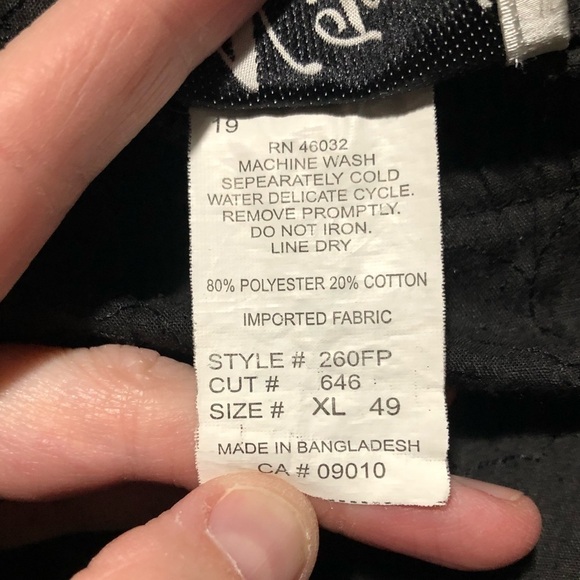 19
RN 46032
MACHINE WASH
SEPEARATELY COLD
WATER DELICATE CYCLE.
REMOVE PROMPTLY.
DO NOT IRON.
LINE DRY
80% POLYESTER 20% COTTON
IMPORTED FABRIC
STYLE # 260FP
CUT # 646
SIZE # XL 49
MADE IN BANGLADESH
CA # 09010